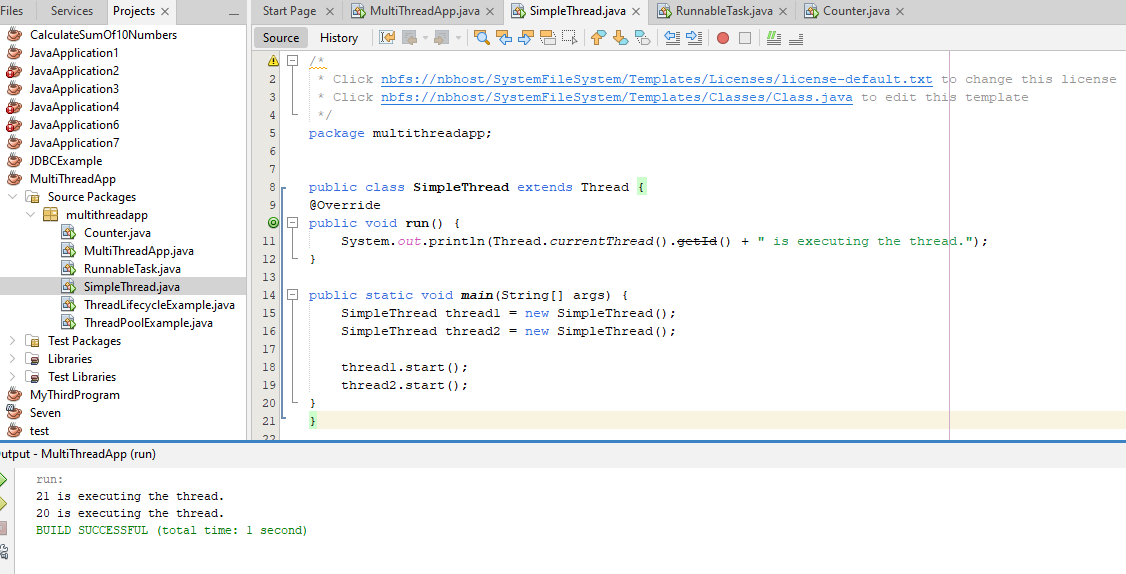 Files Services Projects
CalculateSumOf10Numbers
JavaApplication1
JavaApplication2
JavaApplication3
JavaApplication4
JavaApplication6
JavaApplication7
JDBCExample
MultiThreadApp
Source Packages
multithreadapp
Counter.java
MultiThreadApp.java
RunnableTask.java
SimpleThread.java
ThreadLifecycleExample.java
ThreadPoolExample.java
Test Packages
Libraries
Test Libraries
MyThirdProgram
Seven
test
Start Page MultiThreadApp.java SimpleThread.java RunnableTask.java Counter.java
Source History
/*
2 * Click nbfs://nbhost/SystemFileSystem/Templates/Licenses/license-default.txt to change this license
3 * Click nbfs://nbhost/SystemFileSystem/Templates/Classes/Class.java to edit this template
4 */
5 package multithreadapp;
6
7
8 public class SimpleThread extends Thread {
9 @Override
public void run() {
11 System.out.println(Thread.currentThread().getId() + " is executing the thread.");
12 }
13
14 public static void main(String[] args) {
15 SimpleThread thread1 = new SimpleThread();
16 SimpleThread thread2 = new SimpleThread();
17
18 thread1.start();
19 thread2.start();
20 }
21 }
22
utput - MultiThreadApp (run)
run:
21 is executing the thread.
20 is executing the thread.
BUILD SUCCESSFUL (total time: 1 second)